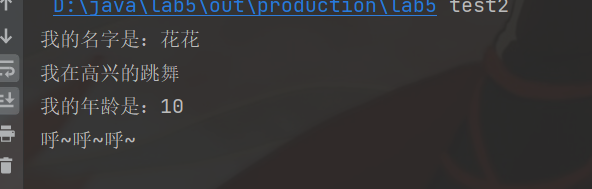 D:\java\lab5\out\production\lab5 test2
我的名字是：花花
我在高兴的跳舞
我的年龄是：10
呼~呼~呼~